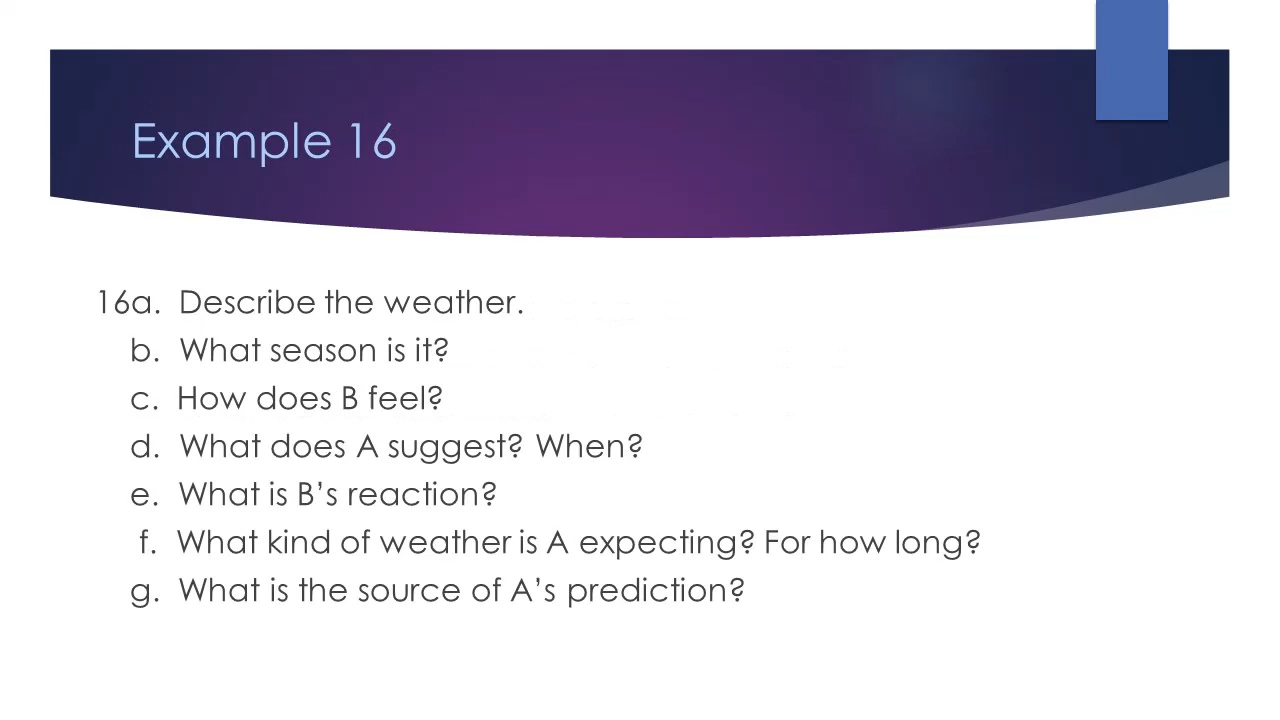 Example 16
16a. Describe the weather.
b. What season is it?
c. How does B feel?
d. What does A suggest? When?
e. What is B’s reaction?
f. What kind of weather is A expecting? For how long?
g. What is the source of A’s prediction?